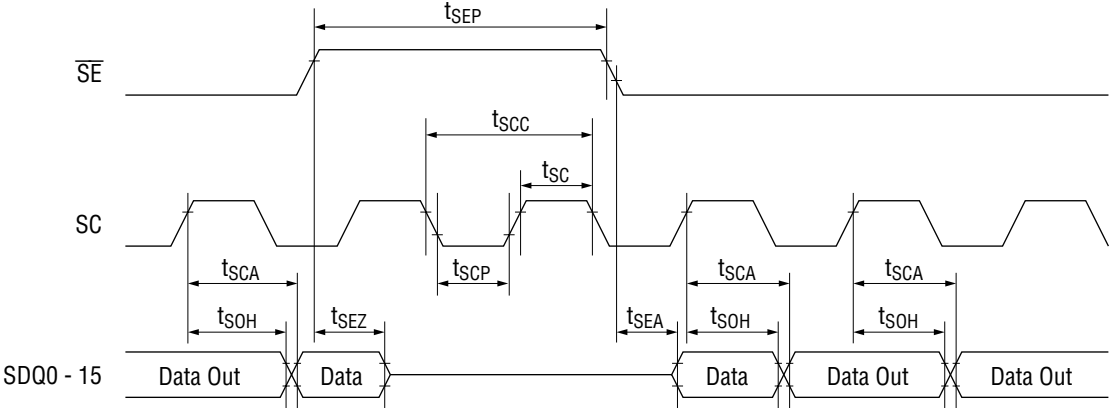 tSEP
SE
tSCC
tSC
SC
tSCP
tSCA tSCA tSCA
tSOH tSEZ tSEA tSOH tSOH
SDQ0 - 15 Data Out Data Data Data Out Data Out